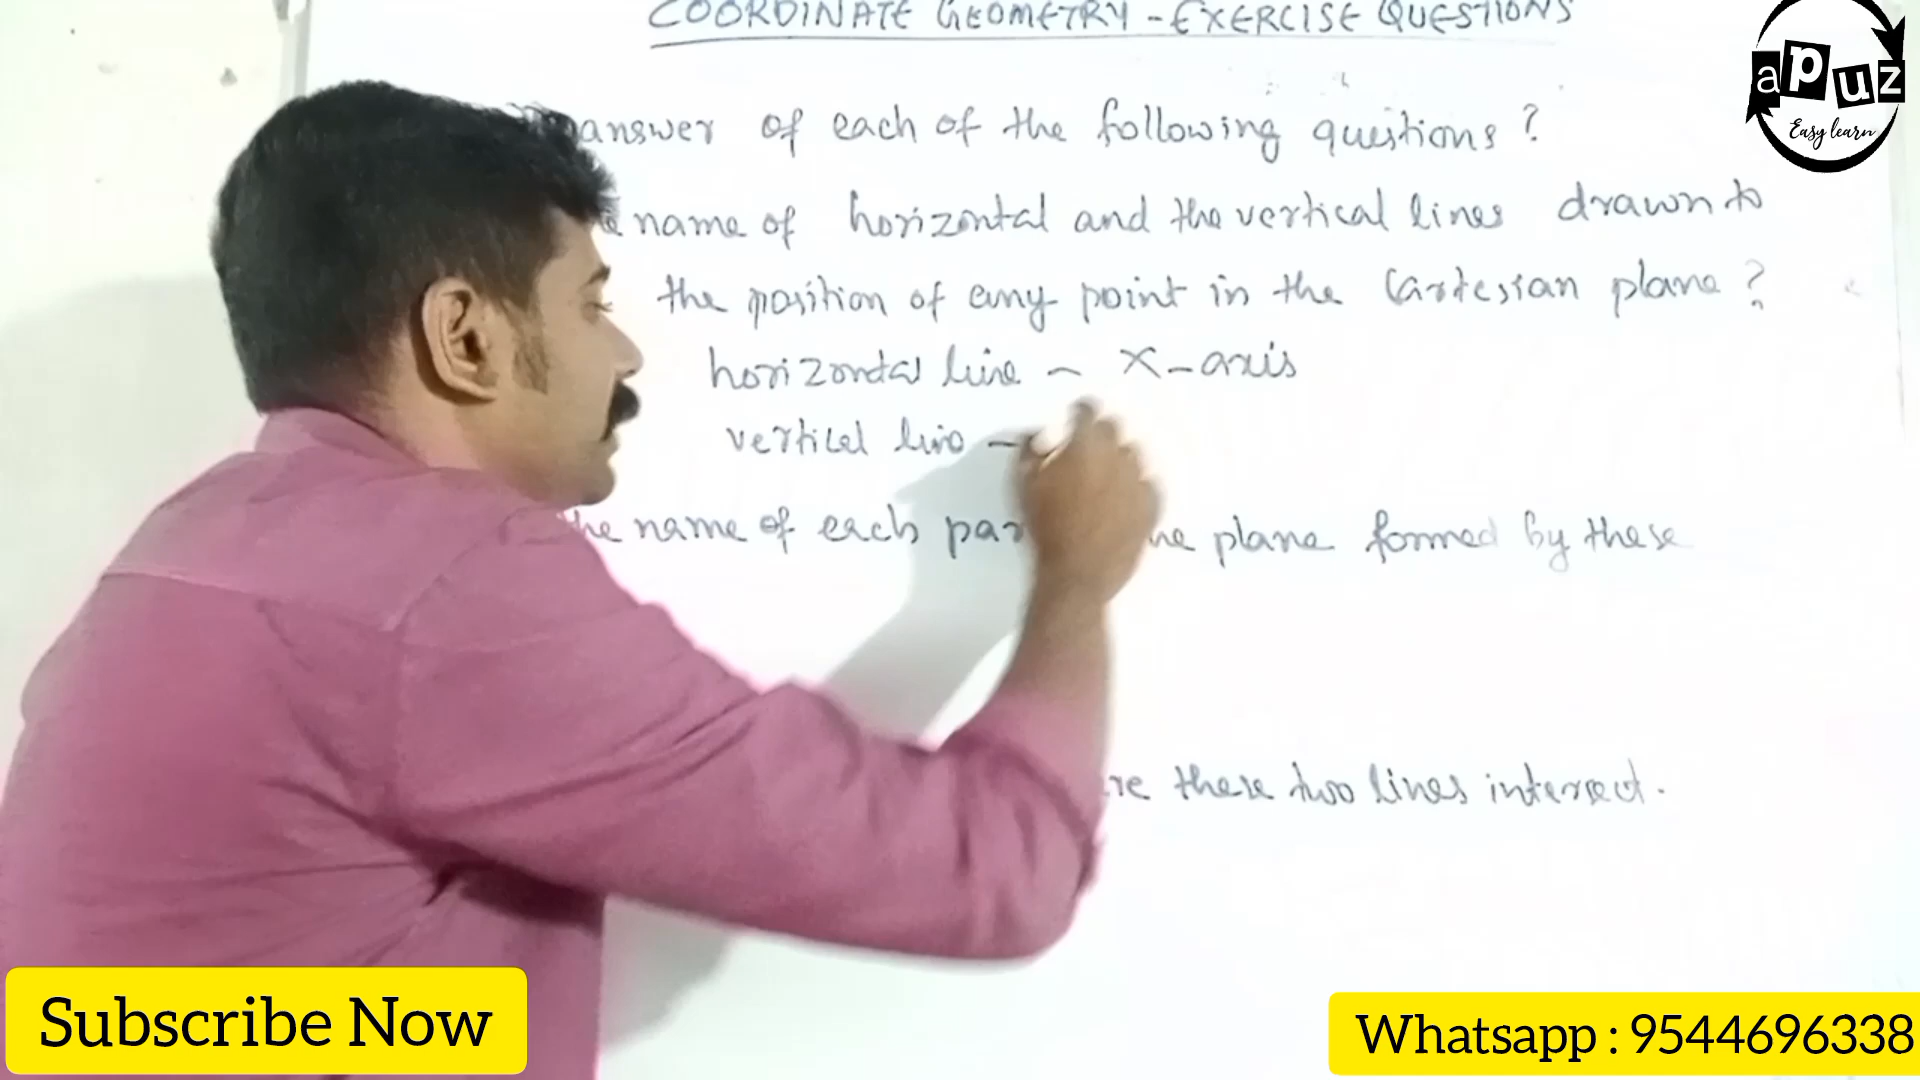 COORDINATE GEOMETRY - EXERCISE QUESTIONS
apuz
Easy learn
answer of each of the following questions?
name of horizontal and the vertical lines drawn to
the position of any point in the Cartesian plane?
horizontal line - X-axis
vertical line -
the name of each plane formed by these
these two lines intersect.
Subscribe Now
Whatsapp : 9544696338